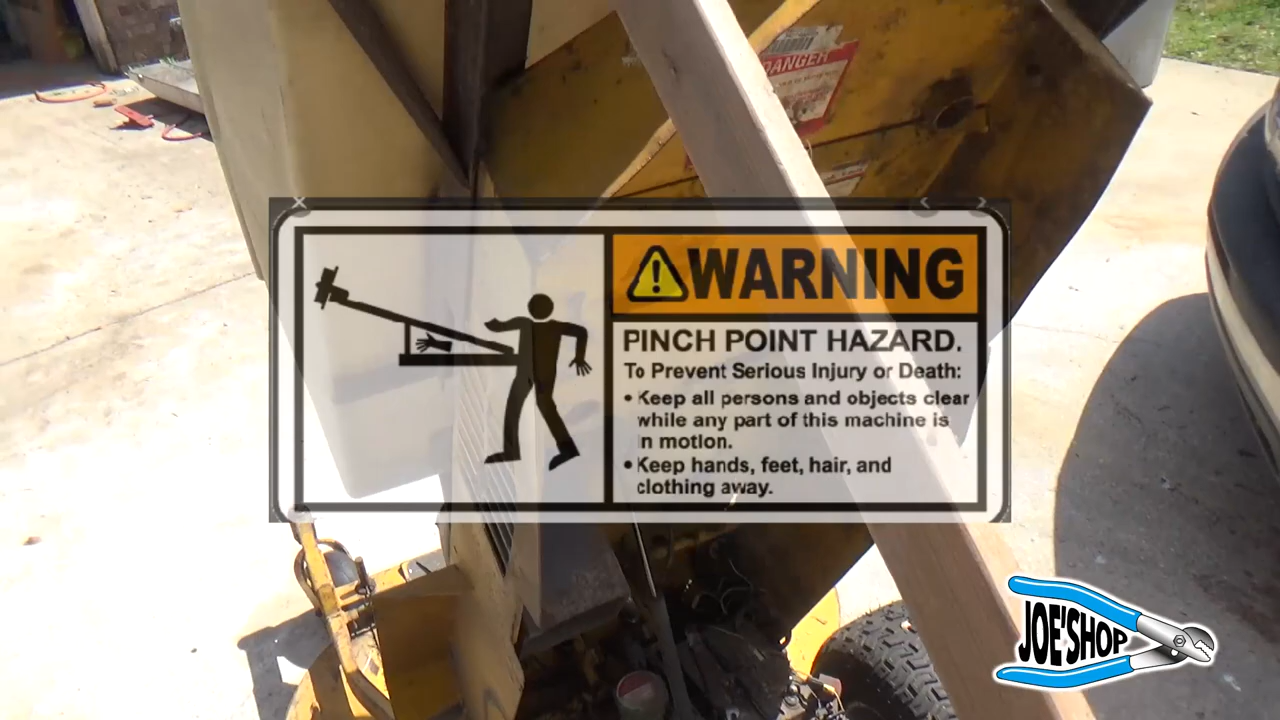 DANGER
WARNING
PINCH POINT HAZARD.
To Prevent Serious Injury or Death:
• Keep all persons and objects clear
while any part of this machine is
in motion.
• Keep hands, feet, hair, and
clothing away.
JOE'SHOP